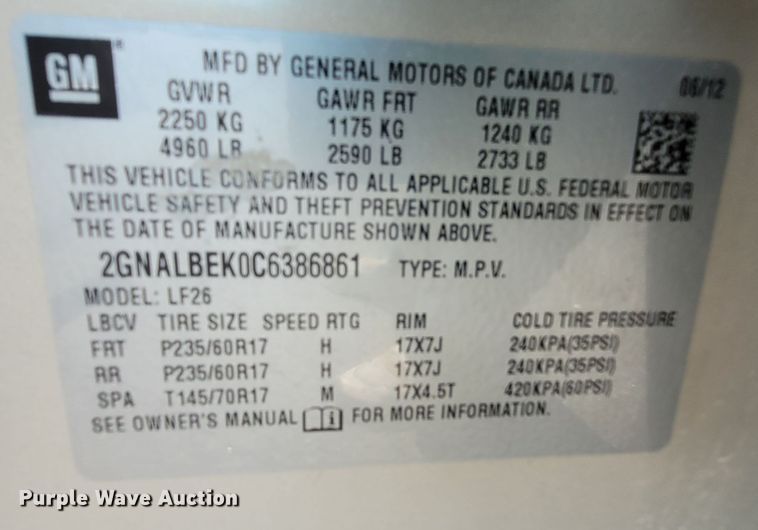 GM
MFD BY GENERAL MOTORS OF CANADA LTD. 06/12
GVWR GAWR FRT GAWR RR
2250 KG 1175 KG 1240 KG
4960 LB 2590 LB 2733 LB
THIS VEHICLE CONFORMS TO ALL APPLICABLE U.S. FEDERAL MOTOR
VEHICLE SAFETY AND THEFT PREVENTION STANDARDS IN EFFECT ON
THE DATE OF MANUFACTURE SHOWN ABOVE.
2GNALBEK0C6386861 TYPE: M.P.V.
MODEL: LF26
LBCV TIRE SIZE SPEED RTG RIM COLD TIRE PRESSURE
FRT P235/60R17 H 17X7J 240KPA(35PSI)
RR P235/60R17 H 17X7J 240KPA(35PSI)
SPA T145/70R17 M 17X4.5T 420KPA(60PSI)
SEE OWNER'S MANUAL i FOR MORE INFORMATION.
Purple Wave Auction